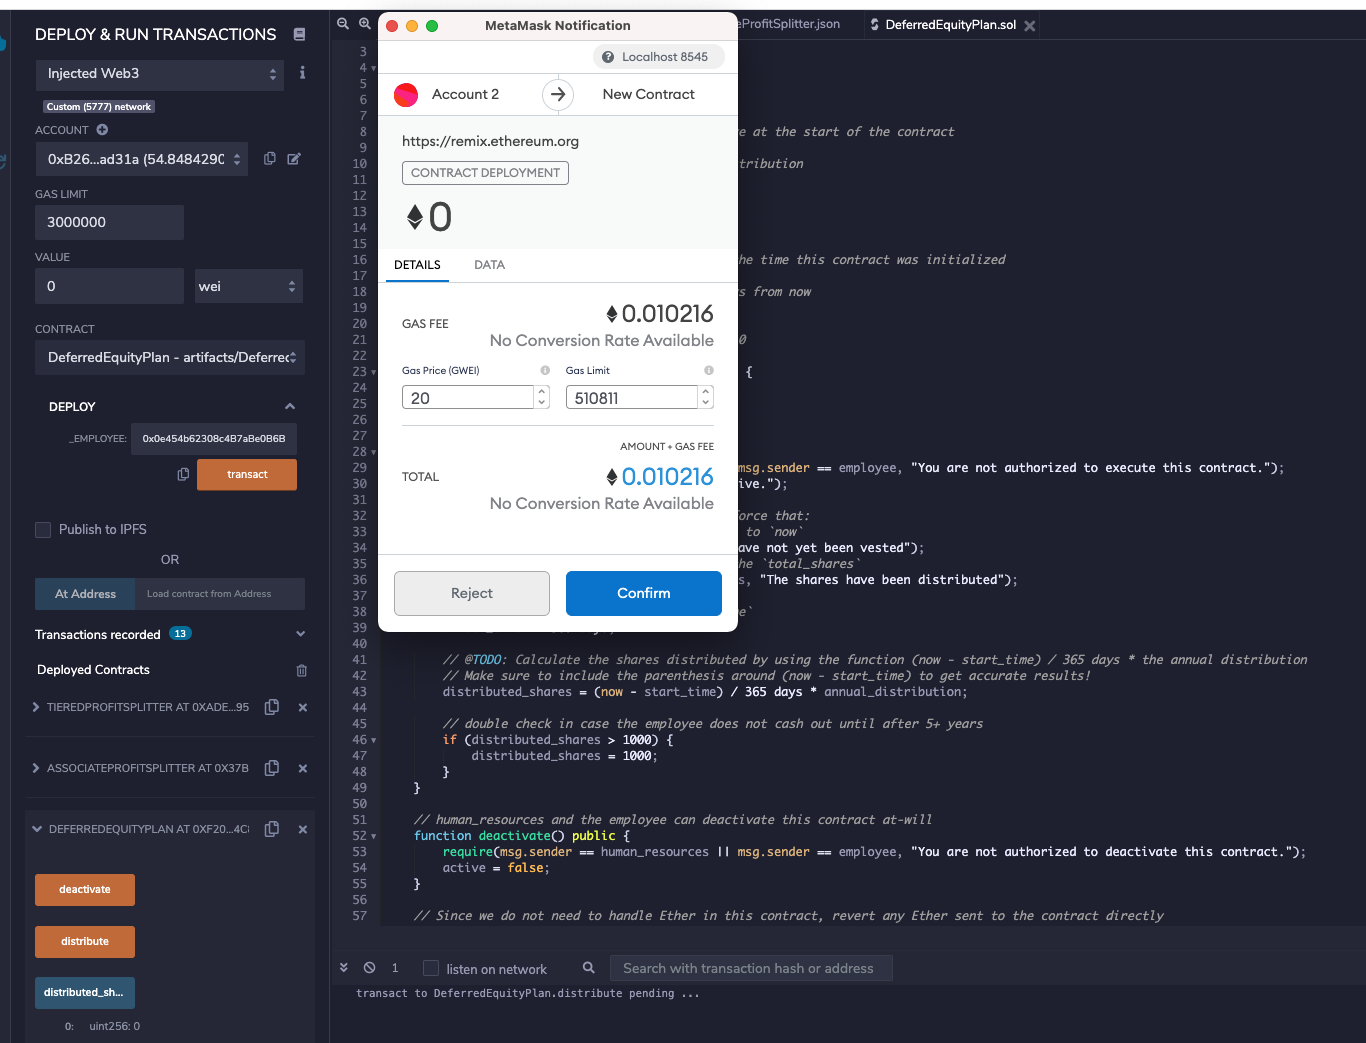 DEPLOY & RUN TRANSACTIONS
Injected Web3
Custom (5777) network
ACCOUNT
0xB26...ad31a (54.8484290
GAS LIMIT
3000000
VALUE
0
wei
CONTRACT
DeferredEquityPlan - artifacts/Deferrec
DEPLOY
_EMPLOYEE:
0x0e454b62308c4B7aBe0B6B
transact
Publish to IPFS
OR
At Address
Load contract from Address
Transactions recorded 13
Deployed Contracts
TIEREDPROFITSPLITTER AT 0XADE...95
ASSOCIATEPROFITSPLITTER AT 0X37B
DEFERREDEQUITYPLAN AT 0XF20...4C
deactivate
distribute
distributed_sh...
0: uint256: 0
MetaMask Notification
Localhost 8545
Account 2
New Contract
https://remix.ethereum.org
CONTRACT DEPLOYMENT
0
DETAILS
DATA
GAS FEE
0.010216
No Conversion Rate Available
Gas Price (GWEI)
Gas Limit
20
510811
AMOUNT + GAS FEE
TOTAL
0.010216
No Conversion Rate Available
Reject
Confirm
eProfitSplitter.json
DeferredEquityPlan.sol
3
4
5
6
7
8 e at the start of the contract
9
10 tribution
11
12
13
14
15
16 he time this contract was initialized
17
18 s from now
19
20
21 0
22
23 {
24
25
26
27
28
29 msg.sender == employee, "You are not authorized to execute this contract.");
30 ive.");
31
32 orce that:
33 to `now`
34 ave not yet been vested");
35 he `total_shares`
36 s, "The shares have been distributed");
37
38 e`
39
40
41 // @TODO: Calculate the shares distributed by using the function (now - start_time) / 365 days * the annual distribution
42 // Make sure to include the parenthesis around (now - start_time) to get accurate results!
43 distributed_shares = (now - start_time) / 365 days * annual_distribution;
44
45 // double check in case the employee does not cash out until after 5+ years
46 if (distributed_shares > 1000) {
47 distributed_shares = 1000;
48 }
49 }
50
51 // human_resources and the employee can deactivate this contract at-will
52 function deactivate() public {
53 require(msg.sender == human_resources || msg.sender == employee, "You are not authorized to deactivate this contract.");
54 active = false;
55 }
56
57 // Since we do not need to handle Ether in this contract, revert any Ether sent to the contract directly
1
listen on network
Search with transaction hash or address
transact to DeferredEquityPlan.distribute pending ...